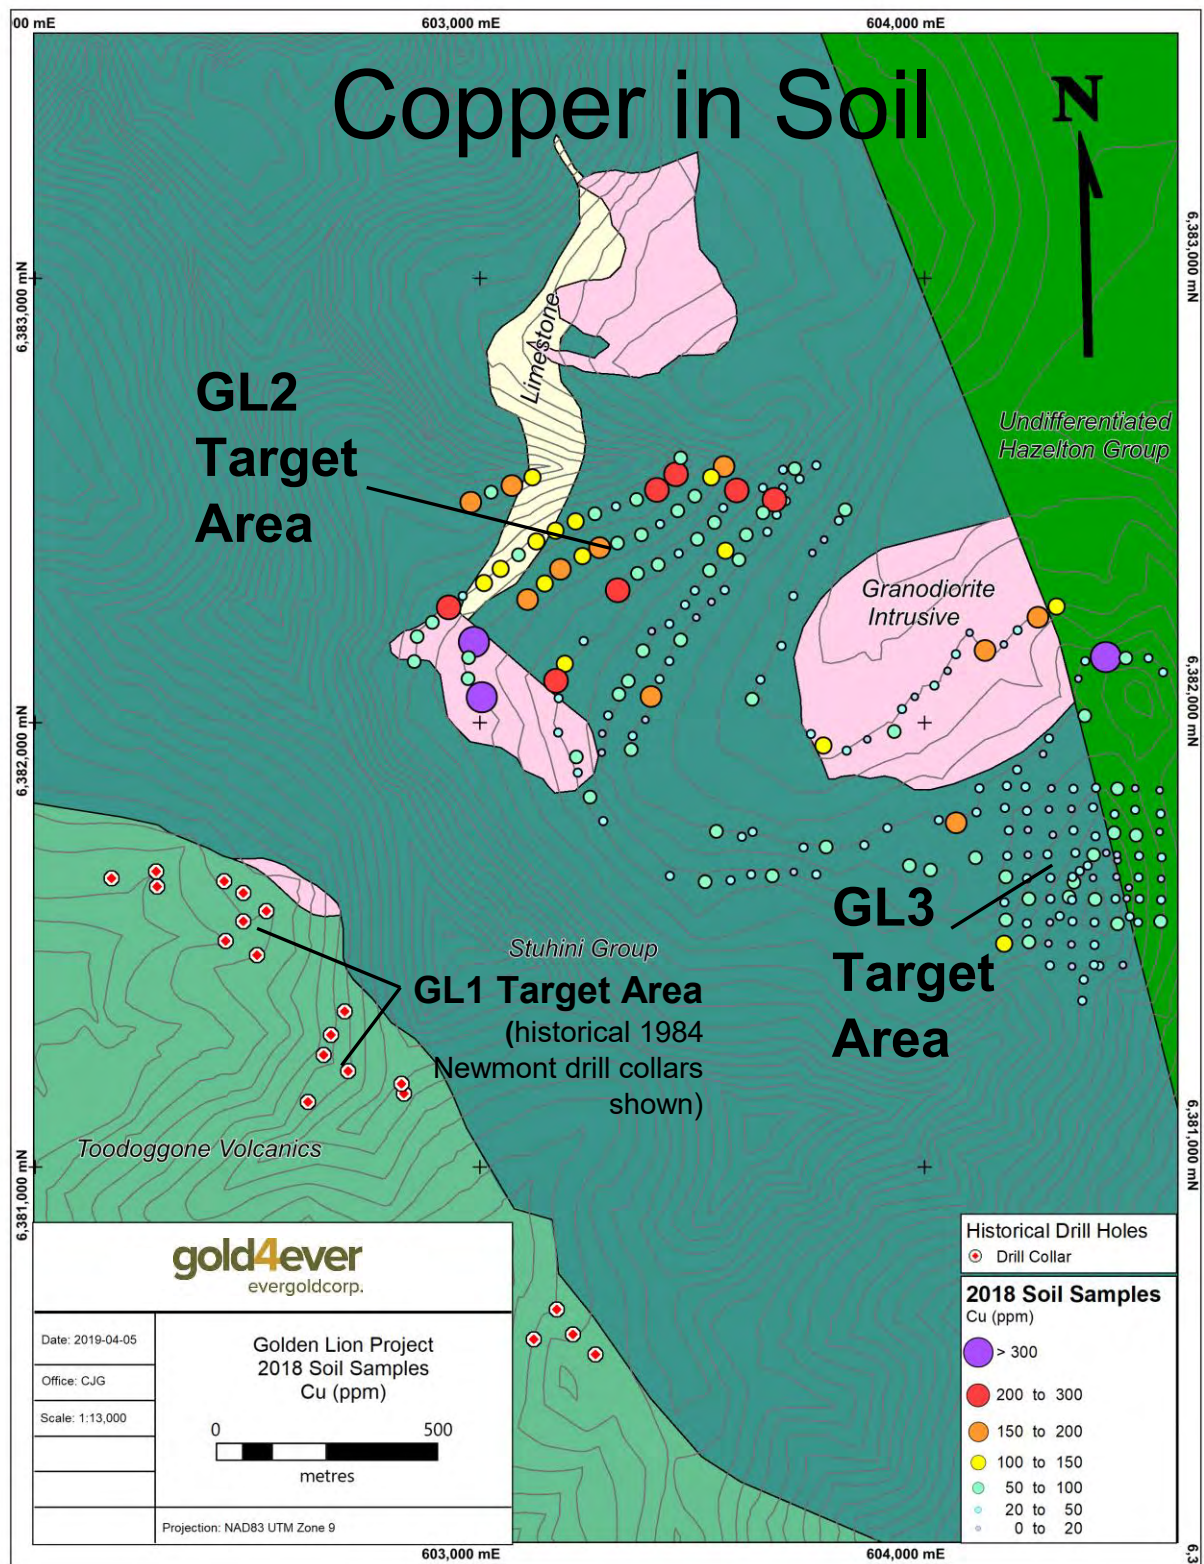 00 mE
603,000 mE
604,000 mE
Copper in Soil
N
6,383,000 mN
6,383,000 mN
Limestone
GL2
Target
Area
Undifferentiated
Hazelton Group
Granodiorite
Intrusive
6,382,000 mN
6,382,000 mN
GL3
Target
Area
Stuhini Group
GL1 Target Area
(historical 1984
Newmont drill collars
shown)
Toodoggone Volcanics
6,381,000 mN
6,381,000 mN
gold4ever
evergoldcorp.
Date: 2019-04-05
Office: CJG
Scale: 1:13,000
Golden Lion Project
2018 Soil Samples
Cu (ppm)
0 500
metres
Projection: NAD83 UTM Zone 9
Historical Drill Holes
Drill Collar
2018 Soil Samples
Cu (ppm)
> 300
200 to 300
150 to 200
100 to 150
50 to 100
20 to 50
0 to 20
603,000 mE
604,000 mE
6,3